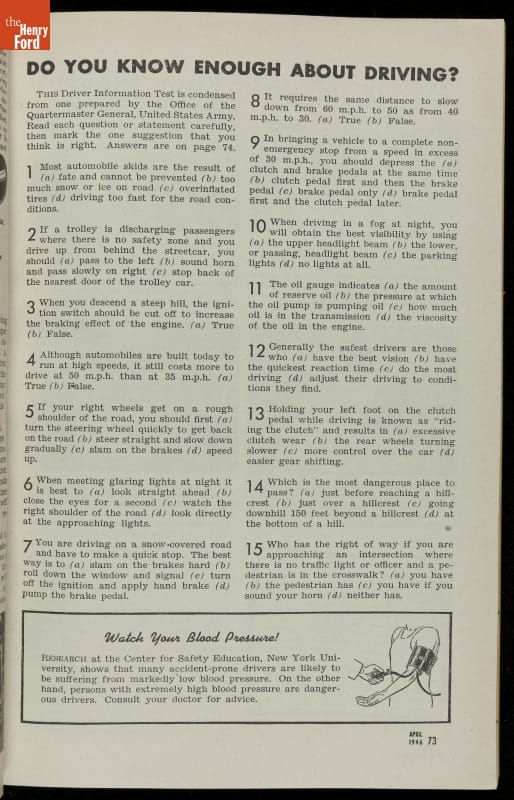 the
Henry
Ford
DO YOU KNOW ENOUGH ABOUT DRIVING?
THIS Driver Information Test is condensed
from one prepared by the Office of the
Quartermaster General, United States Army.
Read each question or statement carefully,
then mark the one suggestion that you
think is right. Answers are on page 74.
1 Most automobile skids are the result of
(a) fate and cannot be prevented (b) too
much snow or ice on road (c) overinflated
tires (d) driving too fast for the road con-
ditions.
2 If a trolley is discharging passengers
where there is no safety zone and you
drive up from behind the streetcar, you
should (a) pass to the left (b) sound horn
and pass slowly on right (c) stop back of
the nearest door of the trolley car.
3 When you descend a steep hill, the igni-
tion switch should be cut off to increase
the braking effect of the engine. (a) True
(b) False.
4 Although automobiles are built today to
run at high speeds, it still costs more to
drive at 50 m.p.h. than at 35 m.p.h. (a)
True (b) False.
5 If your right wheels get on a rough
shoulder of the road, you should first (a)
turn the steering wheel quickly to get back
on the road (b) steer straight and slow down
gradually (c) slam on the brakes (d) speed
up.
6 When meeting glaring lights at night it
is best to (a) look straight ahead (b)
close the eyes for a second (c) watch the
right shoulder of the road (d) look directly
at the approaching lights.
7 You are driving on a snow-covered road
and have to make a quick stop. The best
way is to (a) slam on the brakes hard (b)
roll down the window and signal (c) turn
off the ignition and apply hand brake (d)
pump the brake pedal.
8 It requires the same distance to slow
down from 60 m.p.h. to 50 as from 40
m.p.h. to 30. (a) True (b) False.
9 In bringing a vehicle to a complete non-
emergency stop from a speed in excess
of 30 m.p.h., you should depress the (a)
clutch and brake pedals at the same time
(b) clutch pedal first and then the brake
pedal (c) brake pedal only (d) brake pedal
first and the clutch pedal later.
10 When driving in a fog at night, you
will obtain the best visibility by using
(a) the upper headlight beam (b) the lower,
or passing, headlight beam (c) the parking
lights (d) no lights at all.
11 The oil gauge indicates (a) the amount
of reserve oil (b) the pressure at which
the oil pump is pumping oil (c) how much
oil is in the transmission (d) the viscosity
of the oil in the engine.
12 Generally the safest drivers are those
who (a) have the best vision (b) have
the quickest reaction time (c) do the most
driving (d) adjust their driving to condi-
tions they find.
13 Holding your left foot on the clutch
pedal while driving is known as "rid-
ing the clutch" and results in (a) excessive
clutch wear (b) the rear wheels turning
slower (c) more control over the car (d)
easier gear shifting.
14 Which is the most dangerous place to
pass? (a) just before reaching a hill-
crest (b) just over a hillcrest (c) going
downhill 150 feet beyond a hillcrest (d) at
the bottom of a hill.
15 Who has the right of way if you are
approaching an intersection where
there is no traffic light or officer and a pe-
destrian is in the crosswalk? (a) you have
(b) the pedestrian has (c) you have if you
sound your horn (d) neither has.
Watch Your Blood Pressure!
RESEARCH at the Center for Safety Education, New York Uni-
versity, shows that many accident-prone drivers are likely to
be suffering from markedly low blood pressure. On the other
hand, persons with extremely high blood pressure are danger-
ous drivers. Consult your doctor for advice.
APRIL
1946 73